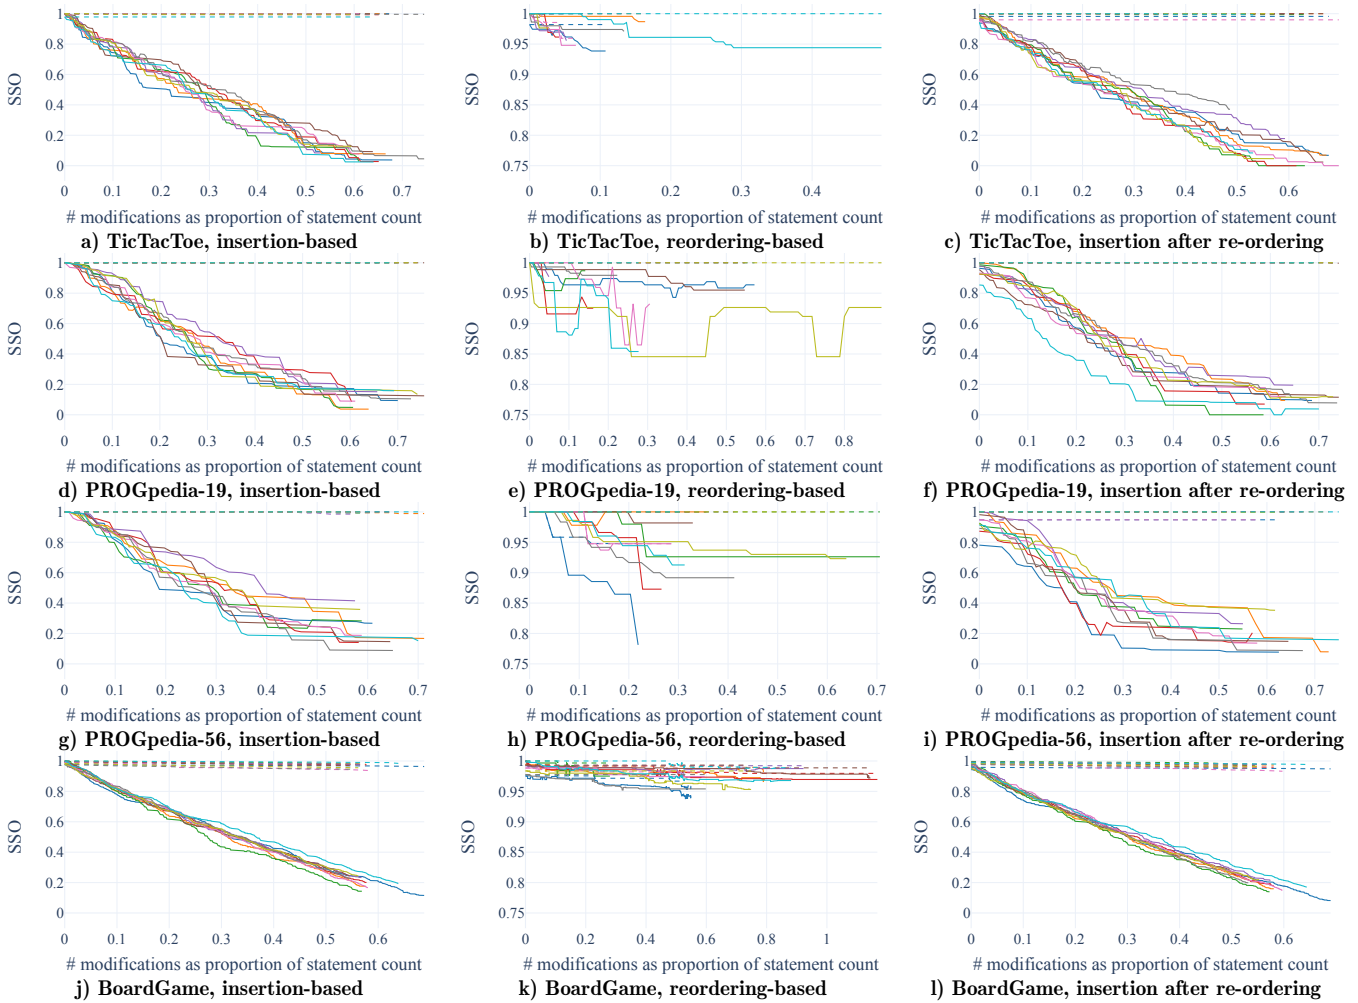 1
0.8
0.6
0.4
0.2
0
SSO
0 0.1 0.2 0.3 0.4 0.5 0.6 0.7
# modifications as proportion of statement count
a) TicTacToe, insertion-based
1
0.95
0.9
0.85
0.8
0.75
SSO
0 0.1 0.2 0.3 0.4
# modifications as proportion of statement count
b) TicTacToe, reordering-based
1
0.8
0.6
0.4
0.2
0
SSO
0 0.1 0.2 0.3 0.4 0.5 0.6
# modifications as proportion of statement count
c) TicTacToe, insertion after re-ordering
1
0.8
0.6
0.4
0.2
0
SSO
0 0.1 0.2 0.3 0.4 0.5 0.6 0.7
# modifications as proportion of statement count
d) PROGpedia-19, insertion-based
1
0.95
0.9
0.85
0.8
0.75
SSO
0 0.1 0.2 0.3 0.4 0.5 0.6 0.7 0.8
# modifications as proportion of statement count
e) PROGpedia-19, reordering-based
1
0.8
0.6
0.4
0.2
0
SSO
0 0.1 0.2 0.3 0.4 0.5 0.6 0.7
# modifications as proportion of statement count
f) PROGpedia-19, insertion after re-ordering
1
0.8
0.6
0.4
0.2
0
SSO
0 0.1 0.2 0.3 0.4 0.5 0.6 0.7
# modifications as proportion of statement count
g) PROGpedia-56, insertion-based
1
0.95
0.9
0.85
0.8
0.75
SSO
0 0.1 0.2 0.3 0.4 0.5 0.6 0.7
# modifications as proportion of statement count
h) PROGpedia-56, reordering-based
1
0.8
0.6
0.4
0.2
0
SSO
0 0.1 0.2 0.3 0.4 0.5 0.6 0.7
# modifications as proportion of statement count
i) PROGpedia-56, insertion after re-ordering
1
0.8
0.6
0.4
0.2
0
SSO
0 0.1 0.2 0.3 0.4 0.5 0.6
# modifications as proportion of statement count
j) BoardGame, insertion-based
1
0.95
0.9
0.85
0.8
0.75
SSO
0 0.2 0.4 0.6 0.8 1
# modifications as proportion of statement count
k) BoardGame, reordering-based
1
0.8
0.6
0.4
0.2
0
SSO
0 0.1 0.2 0.3 0.4 0.5 0.6
# modifications as proportion of statement count
l) BoardGame, insertion after re-ordering